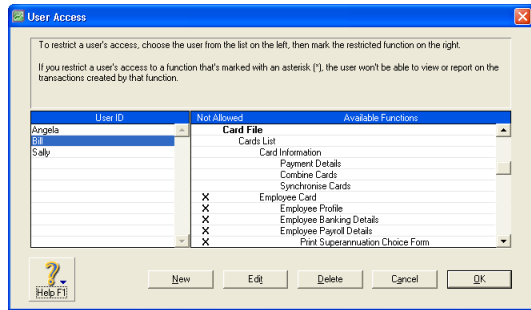 User Access
To restrict a user's access, choose the user from the list on the left, then mark the restricted function on the right.
If you restrict a user's access to a function that's marked with an asterisk (*), the user won't be able to view or report on the
transactions created by that function.
User ID Not Allowed Available Functions
Angela Card File
Bill Cards List
Sally Card Information
Payment Details
Combine Cards
Synchronise Cards
X Employee Card
X Employee Profile
X Employee Banking Details
X Employee Payroll Details
X Print Superannuation Choice Form
Help F1 New Edit Delete Cancel OK